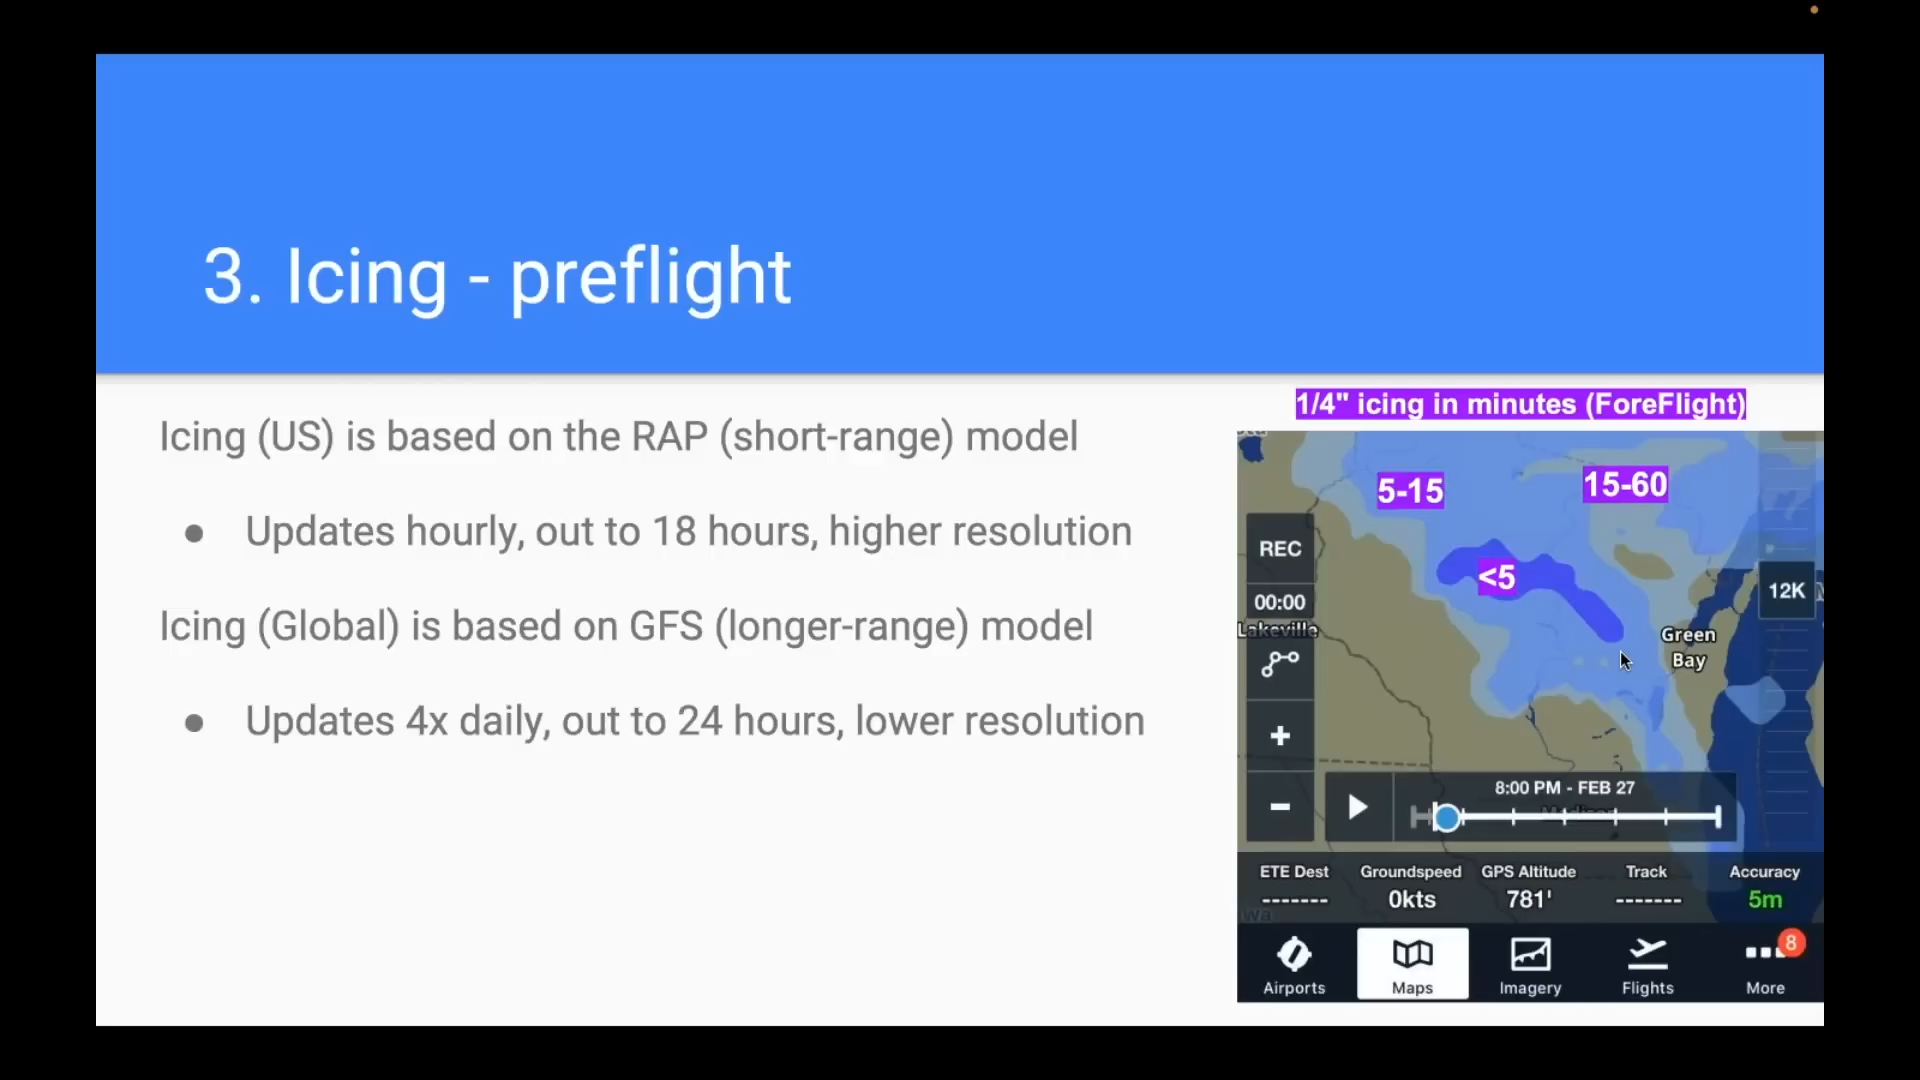 3. Icing - preflight
Icing (US) is based on the RAP (short-range) model
● Updates hourly, out to 18 hours, higher resolution
Icing (Global) is based on GFS (longer-range) model
● Updates 4x daily, out to 24 hours, lower resolution
1/4" icing in minutes (ForeFlight)
5-15
15-60
<5
REC
00:00
12K
Lakeville
Green
Bay
8:00 PM - FEB 27
Madison
ETE Dest Groundspeed GPS Altitude Track Accuracy
------- 0kts 781' ------- 5m
8
Airports Maps Imagery Flights More